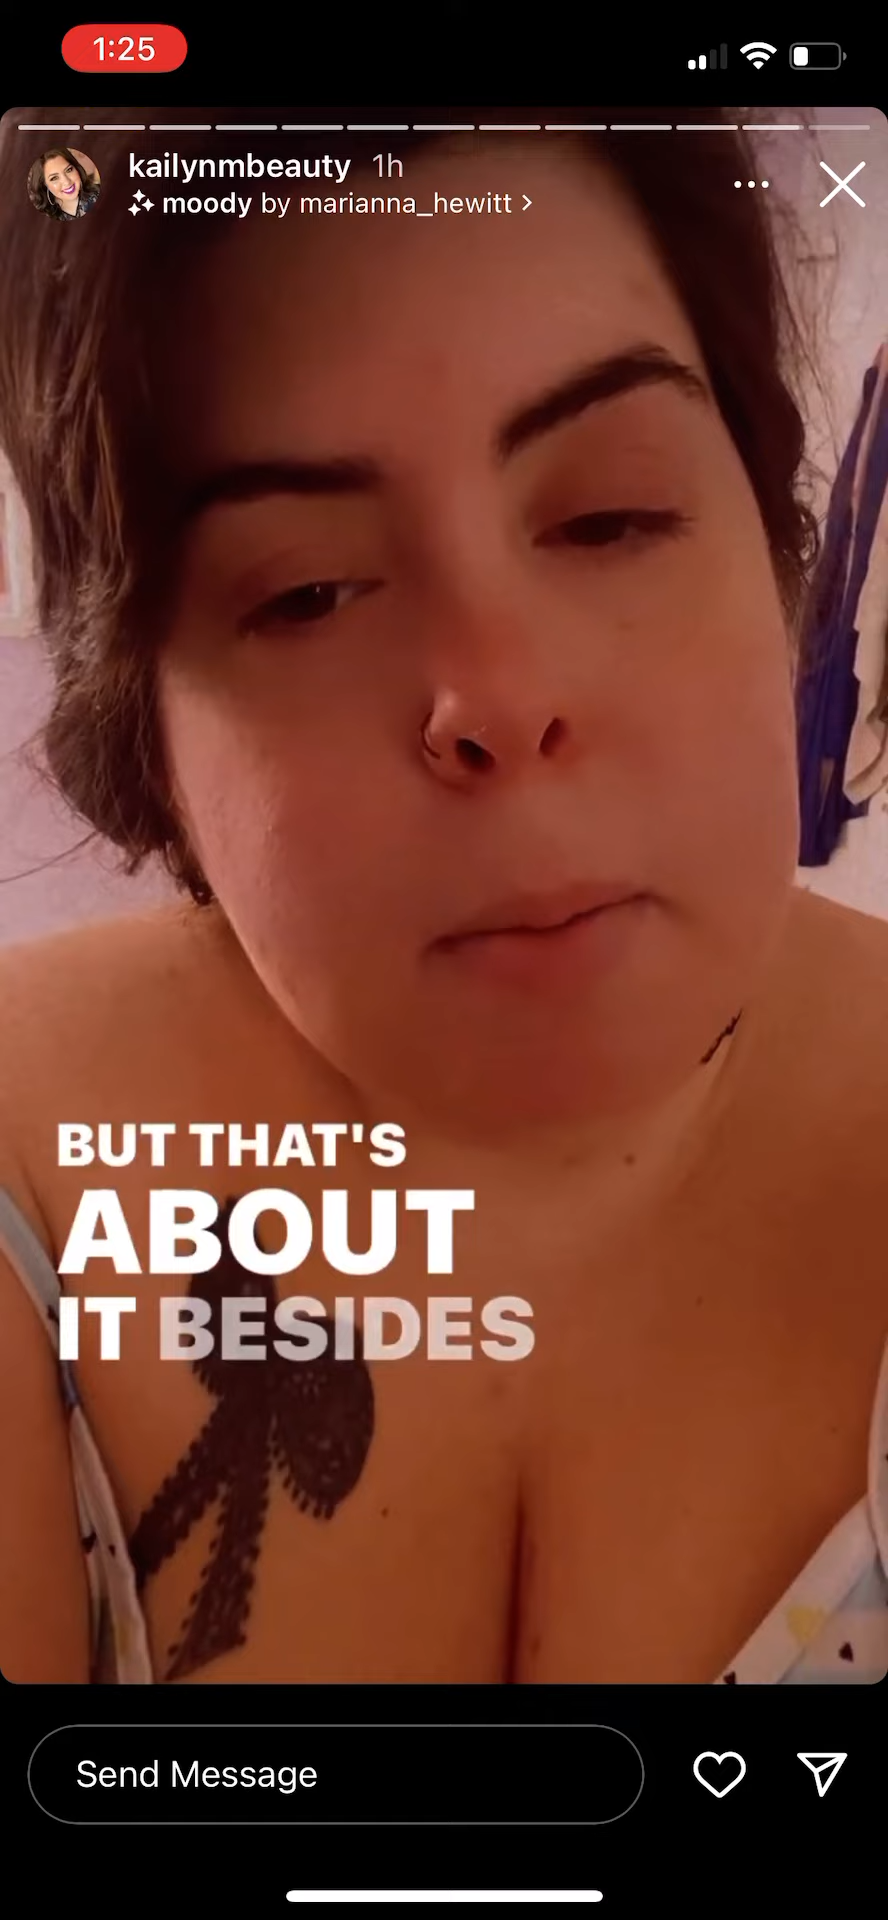 1:25
kailynmbeauty 1h
moody by marianna_hewitt >
BUT THAT'S
ABOUT
IT BESIDES
Send Message